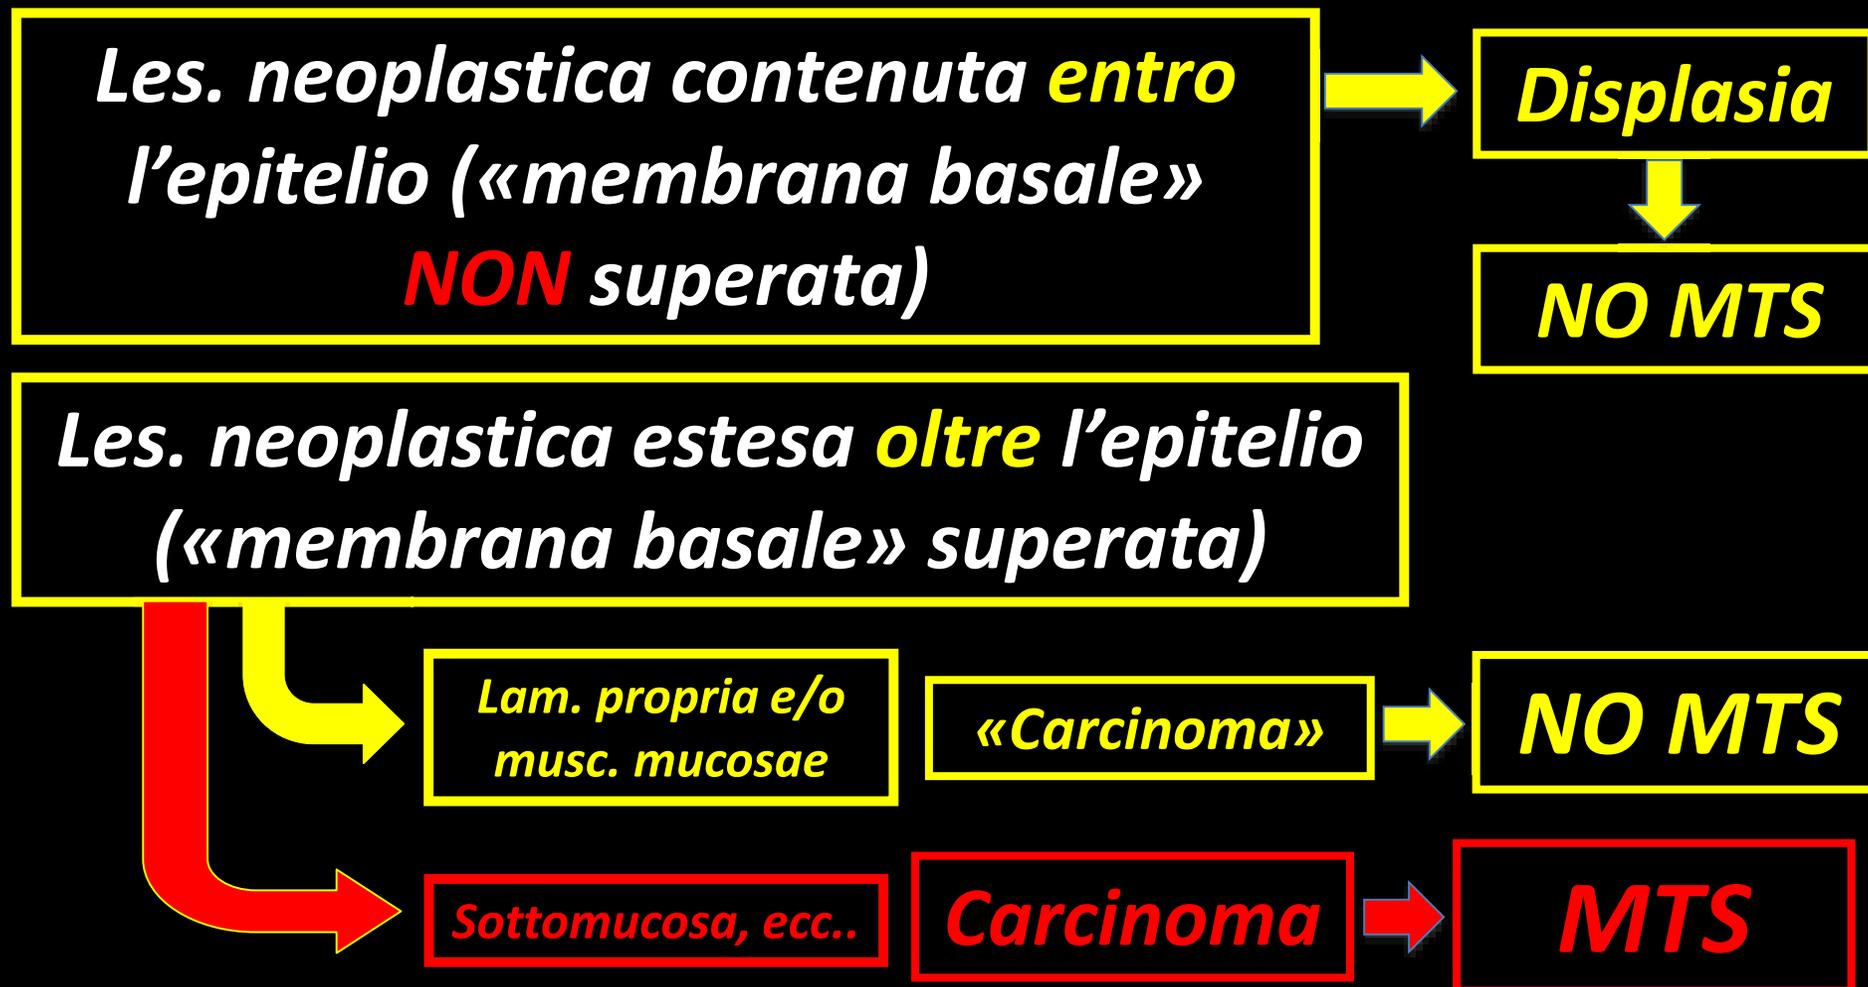 Les. neoplastica contenuta entro
l’epitelio («membrana basale»
NON superata)
Displasia
NO MTS
Les. neoplastica estesa oltre l’epitelio
(«membrana basale» superata)
Lam. propria e/o
musc. mucosae
«Carcinoma»
NO MTS
Sottomucosa, ecc..
Carcinoma
MTS